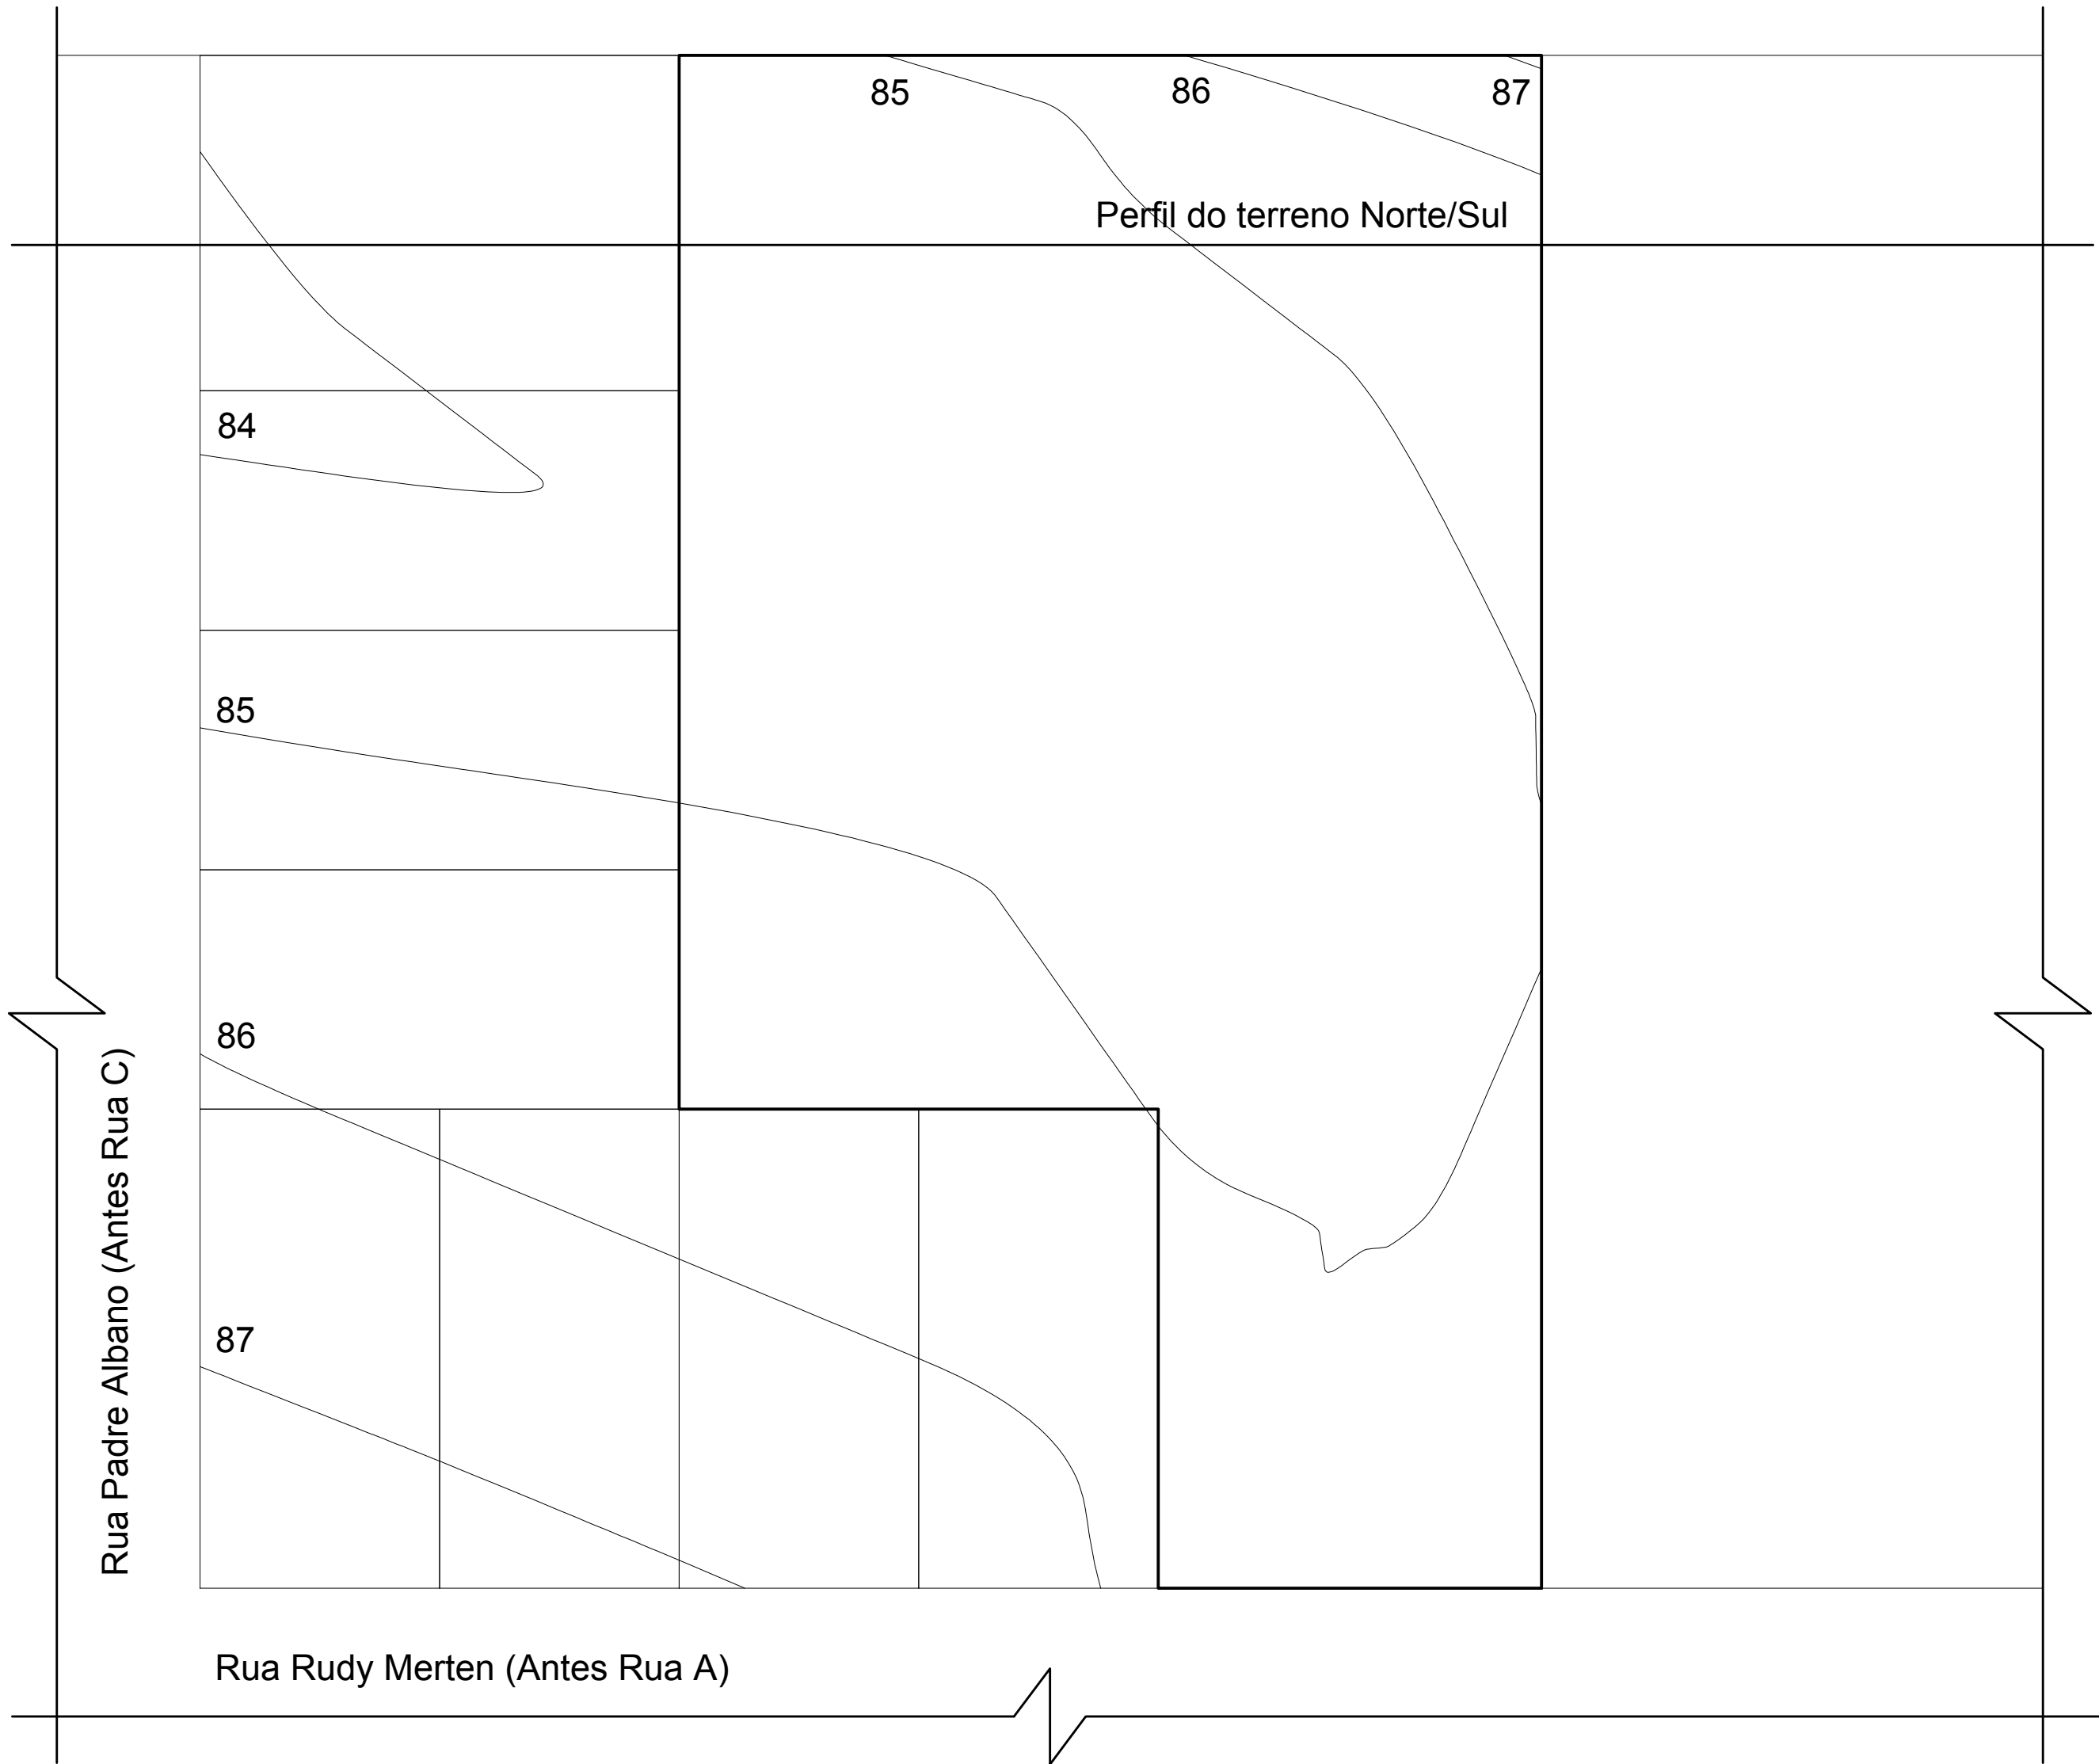 85
86
87
Perfil do terreno Norte/Sul
84
85
86
87
Rua Padre Albano (Antes Rua C)
Rua Rudy Merten (Antes Rua A)